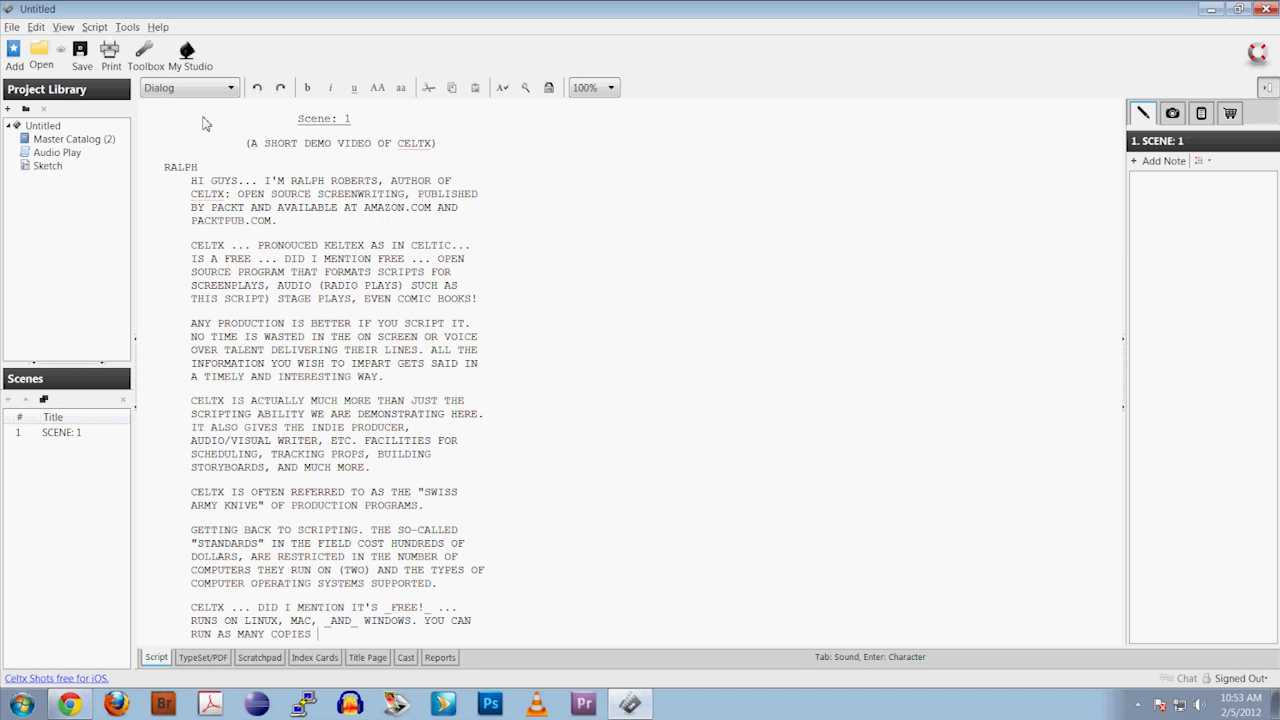 Untitled
File Edit View Script Tools Help
Add Open Save Print Toolbox My Studio
Project Library
Dialog b i u AA aa 100%
Untitled
Master Catalog (2)
Audio Play
Sketch
Scenes
# Title
1 SCENE: 1
Scene: 1
(A SHORT DEMO VIDEO OF CELTX)
RALPH
HI GUYS... I'M RALPH ROBERTS, AUTHOR OF
CELTX: OPEN SOURCE SCREENWRITING, PUBLISHED
BY PACKT AND AVAILABLE AT AMAZON.COM AND
PACKTPUB.COM.
CELTX ... PRONOUCED KELTEX AS IN CELTIC...
IS A FREE ... DID I MENTION FREE ... OPEN
SOURCE PROGRAM THAT FORMATS SCRIPTS FOR
SCREENPLAYS, AUDIO (RADIO PLAYS) SUCH AS
THIS SCRIPT) STAGE PLAYS, EVEN COMIC BOOKS!
ANY PRODUCTION IS BETTER IF YOU SCRIPT IT.
NO TIME IS WASTED IN THE ON SCREEN OR VOICE
OVER TALENT DELIVERING THEIR LINES. ALL THE
INFORMATION YOU WISH TO IMPART GETS SAID IN
A TIMELY AND INTERESTING WAY.
CELTX IS ACTUALLY MUCH MORE THAN JUST THE
SCRIPTING ABILITY WE ARE DEMONSTRATING HERE.
IT ALSO GIVES THE INDIE PRODUCER,
AUDIO/VISUAL WRITER, ETC. FACILITIES FOR
SCHEDULING, TRACKING PROPS, BUILDING
STORYBOARDS, AND MUCH MORE.
CELTX IS OFTEN REFERRED TO AS THE "SWISS
ARMY KNIVE" OF PRODUCTION PROGRAMS.
GETTING BACK TO SCRIPTING. THE SO-CALLED
"STANDARDS" IN THE FIELD COST HUNDREDS OF
DOLLARS, ARE RESTRICTED IN THE NUMBER OF
COMPUTERS THEY RUN ON (TWO) AND THE TYPES OF
COMPUTER OPERATING SYSTEMS SUPPORTED.
CELTX ... DID I MENTION IT'S _FREE!_ ...
RUNS ON LINUX, MAC, _AND_ WINDOWS. YOU CAN
RUN AS MANY COPIES
1. SCENE: 1
+ Add Note
Script TypeSet/PDF Scratchpad Index Cards Title Page Cast Reports
Tab: Sound, Enter: Character
Celtx Shots free for iOS.
Chat Signed Out
Br Ps Pr
10:53 AM
2/5/2012